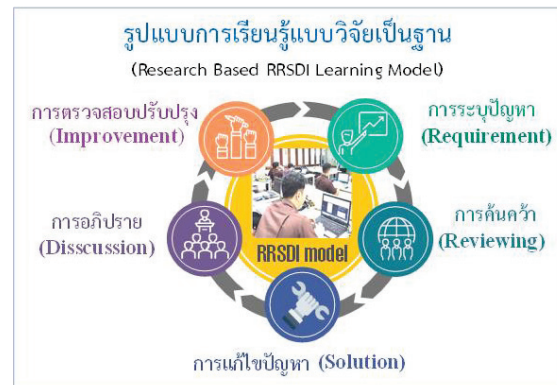 รูปแบบการเรียนรู้แบบวิจัยเป็นฐาน
(Research Based RRSDI Learning Model)
การตรวจสอบปรับปรุง
(Improvement)
การระบุปัญหา
(Requirement)
การอภิปราย
(Disscussion)
การค้นคว้า
(Reviewing)
RRSDI model
การแก้ไขปัญหา (Solution)